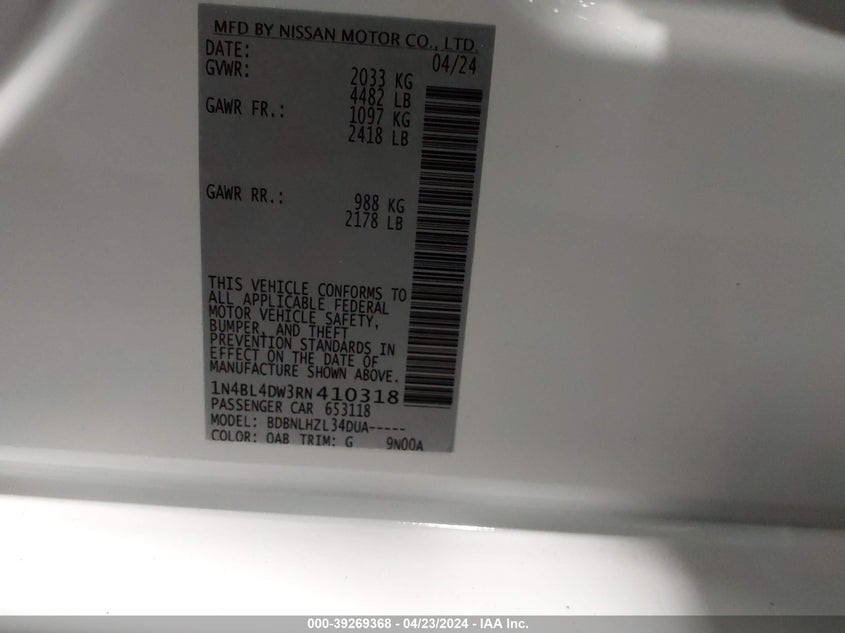 MFD BY NISSAN MOTOR CO., LTD.
DATE: 04/24
GVWR: 2033 KG
4482 LB
GAWR FR.: 1097 KG
2418 LB
GAWR RR.: 988 KG
2178 LB
THIS VEHICLE CONFORMS TO
ALL APPLICABLE FEDERAL
MOTOR VEHICLE SAFETY,
BUMPER, AND THEFT
PREVENTION STANDARDS IN
EFFECT ON THE DATE OF
MANUFACTURE SHOWN ABOVE.
1N4BL4DW3RN410318
PASSENGER CAR 653118
MODEL: BDBNLHZL34DUA-----
COLOR: QAB TRIM: G 9N00A
000-39269368 - 04/23/2024 - IAA Inc.